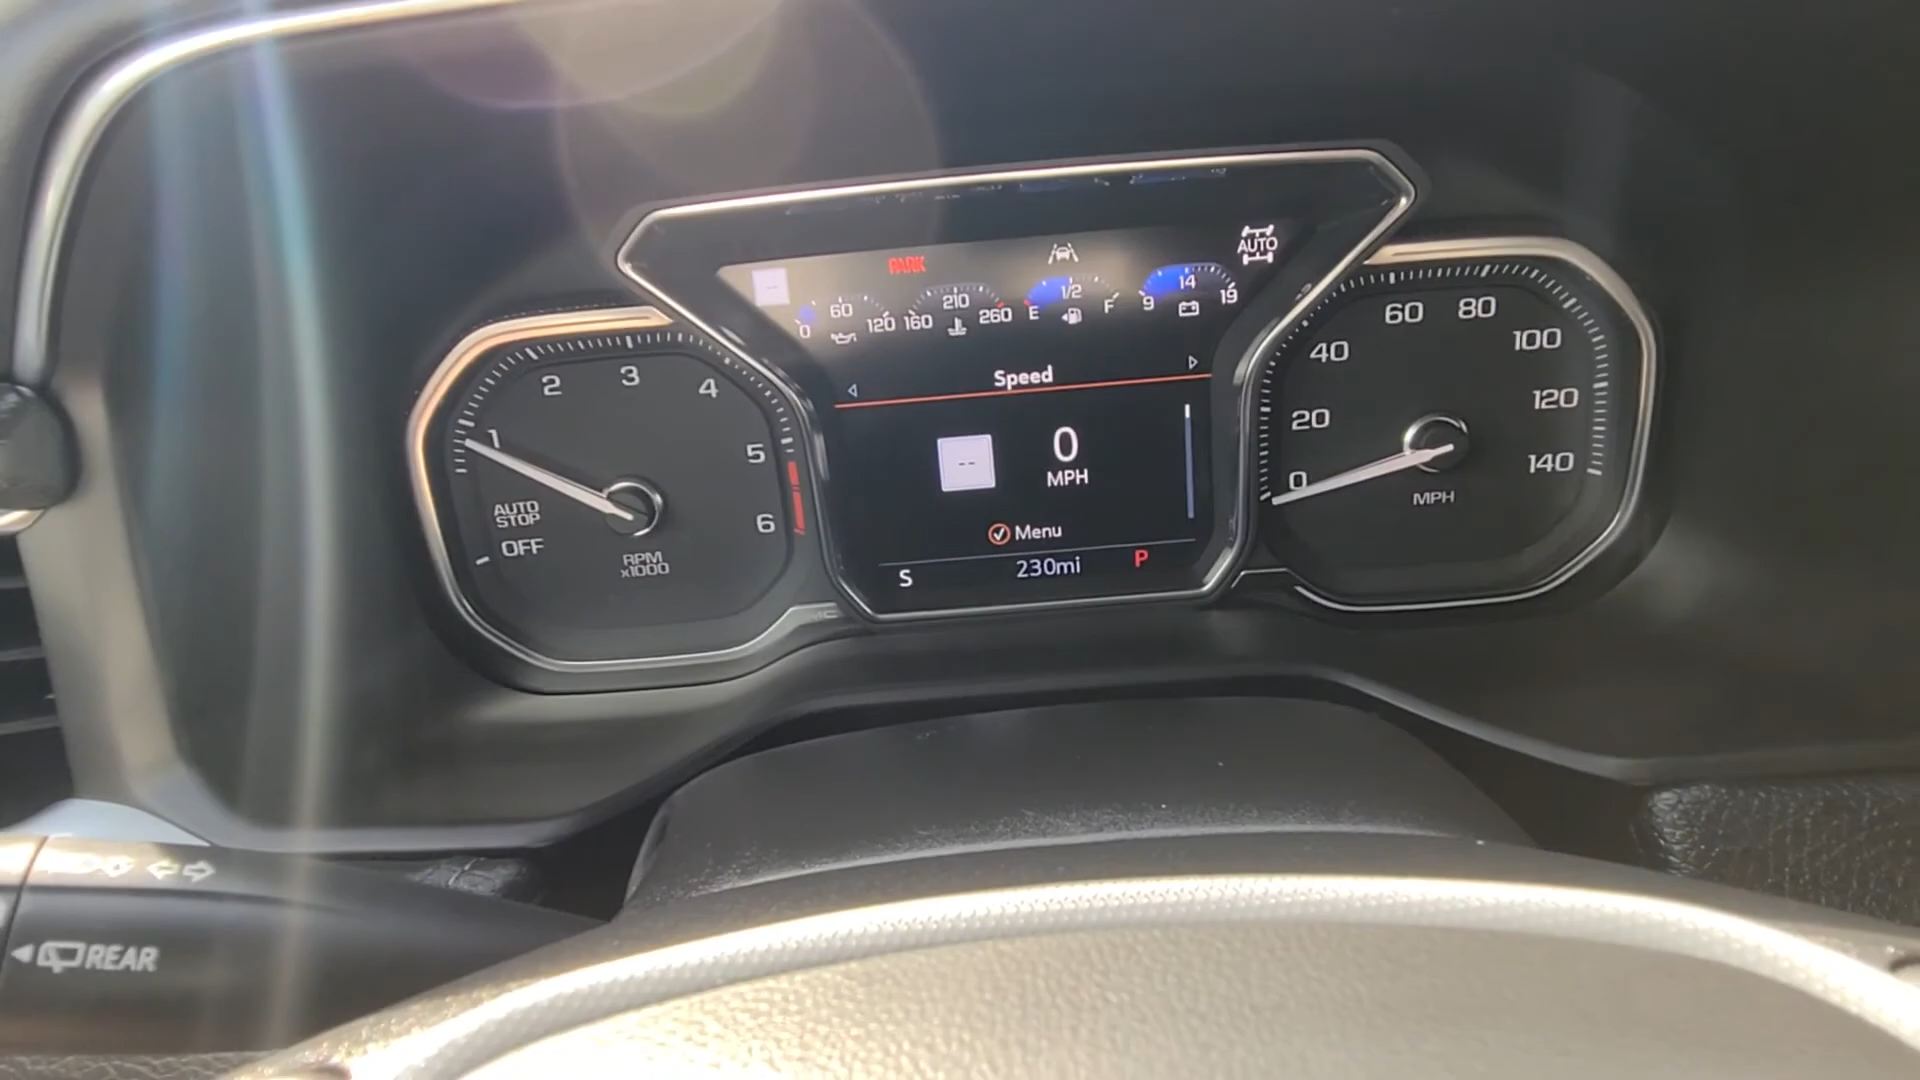 1
2
3
4
5
6
AUTO
STOP
OFF
RPM
x1000
--
PARK
AUTO
0
60
120
160
210
260
E
1/2
F
9
14
19
Speed
--
0
MPH
Menu
S
230mi
P
0
20
40
60
80
100
120
140
MPH
REAR